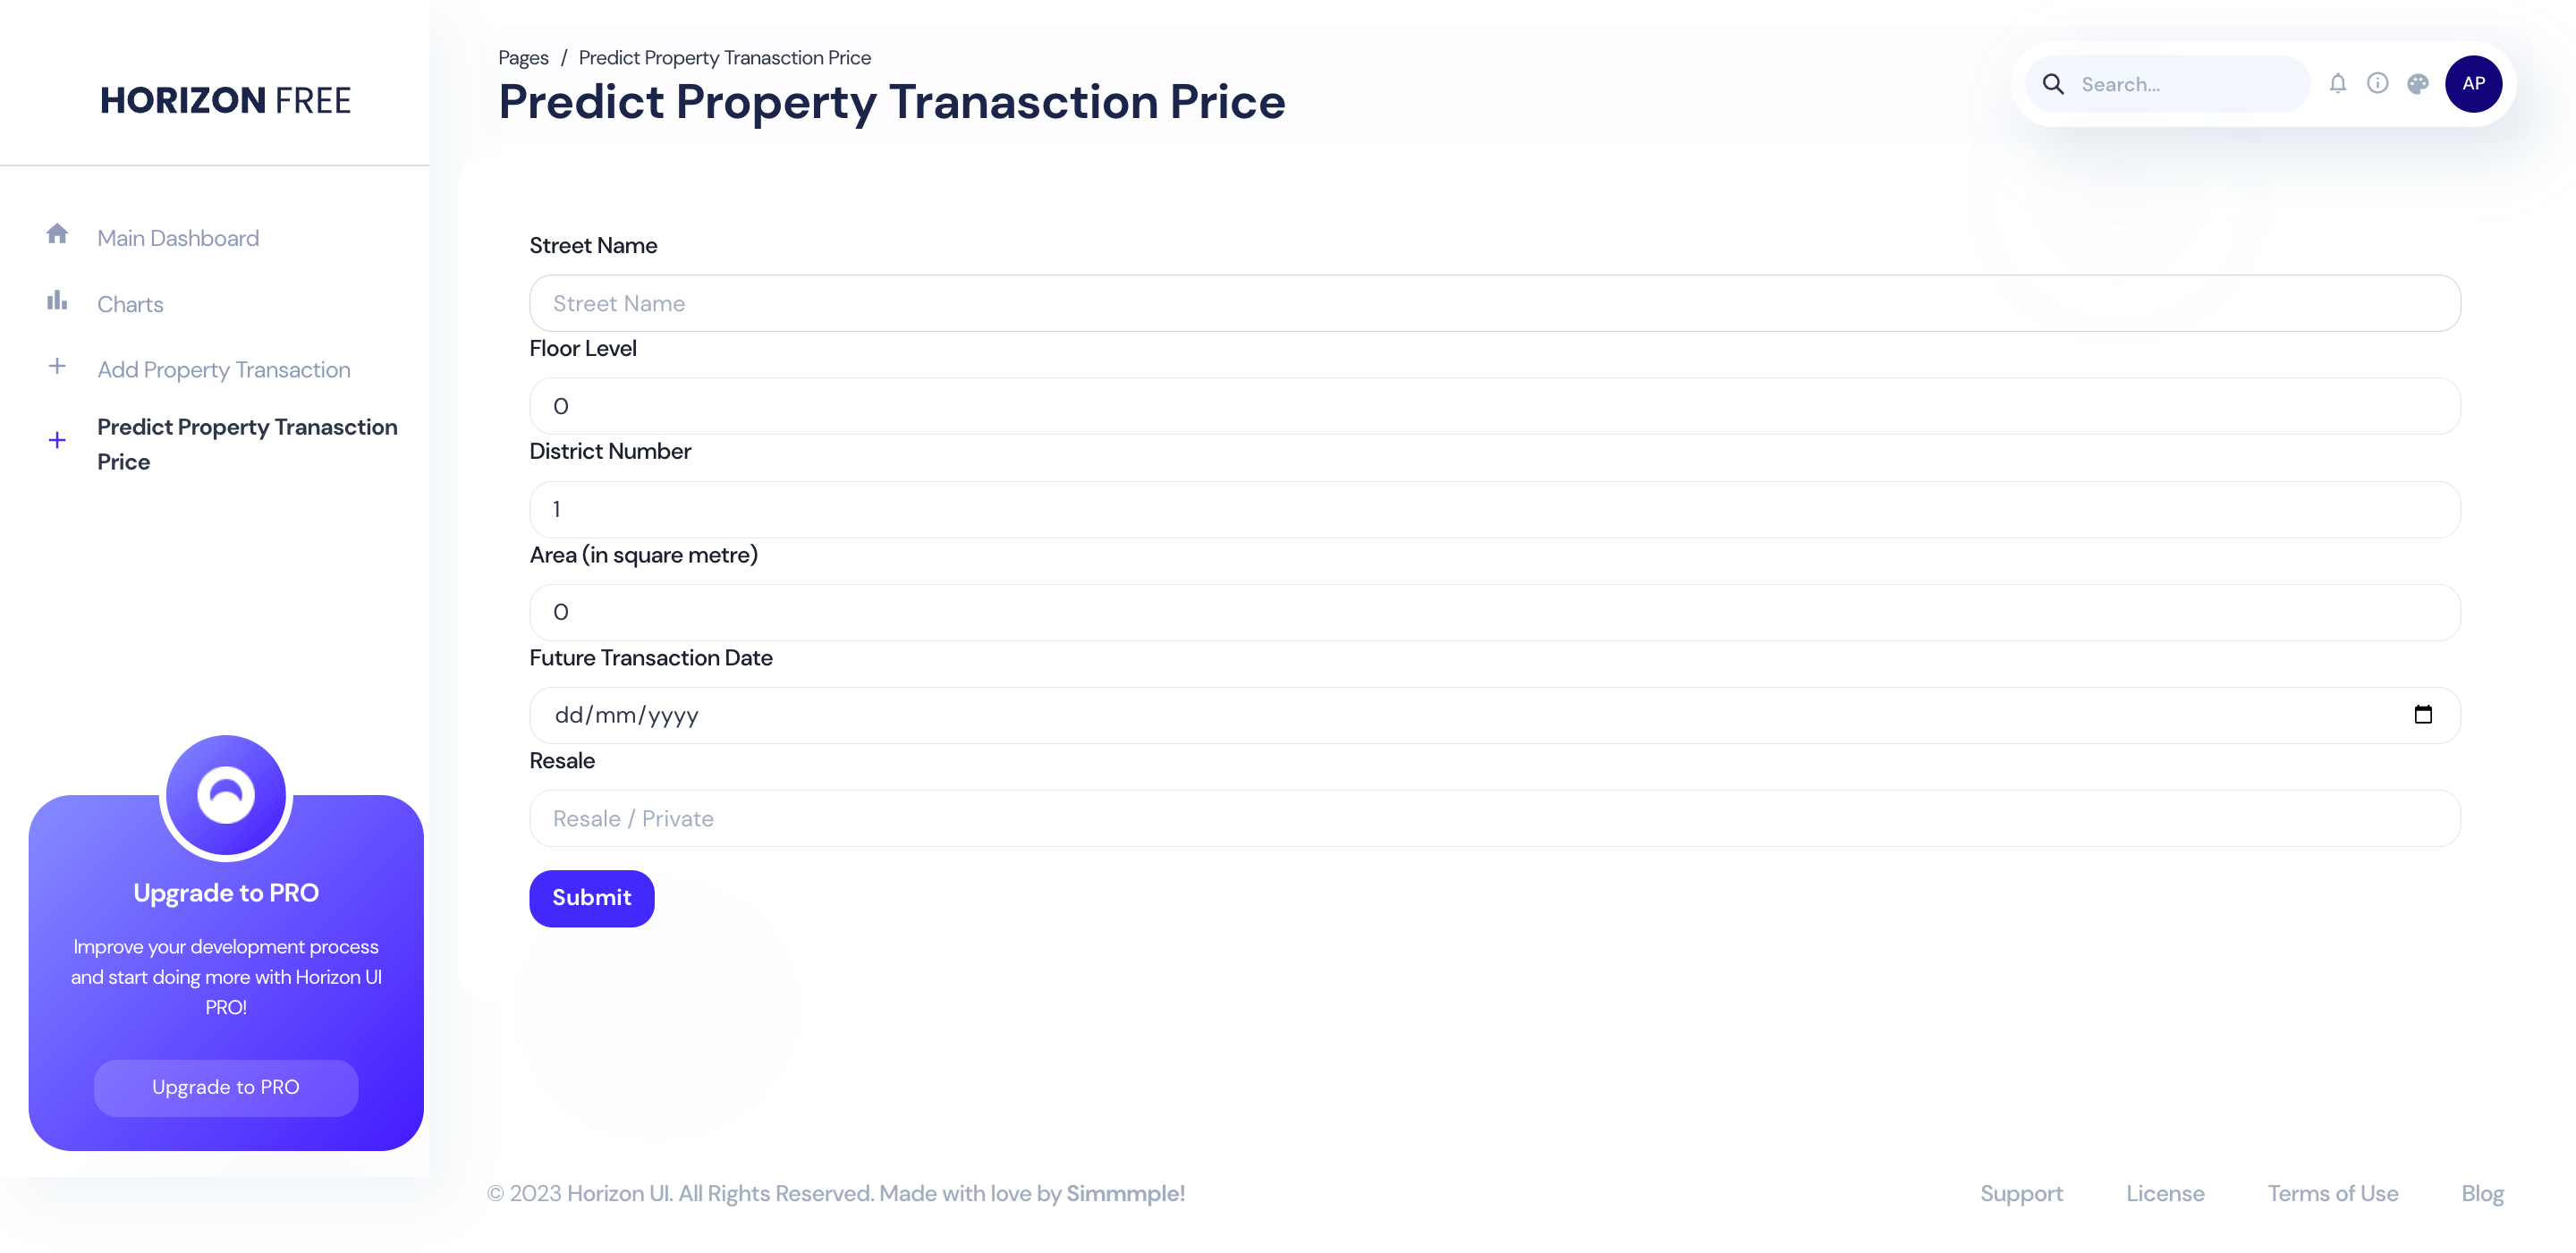 HORIZON FREE
Main Dashboard
Charts
Add Property Transaction
Predict Property Tranasction
Price
Upgrade to PRO
Improve your development process
and start doing more with Horizon UI
PRO!
Upgrade to PRO
Pages / Predict Property Tranasction Price
Predict Property Tranasction Price
Search...
AP
Street Name
Street Name
Floor Level
0
District Number
1
Area (in square metre)
0
Future Transaction Date
dd/mm/yyyy
Resale
Resale / Private
Submit
© 2023 Horizon UI. All Rights Reserved. Made with love by Simmmple!
Support License Terms of Use Blog